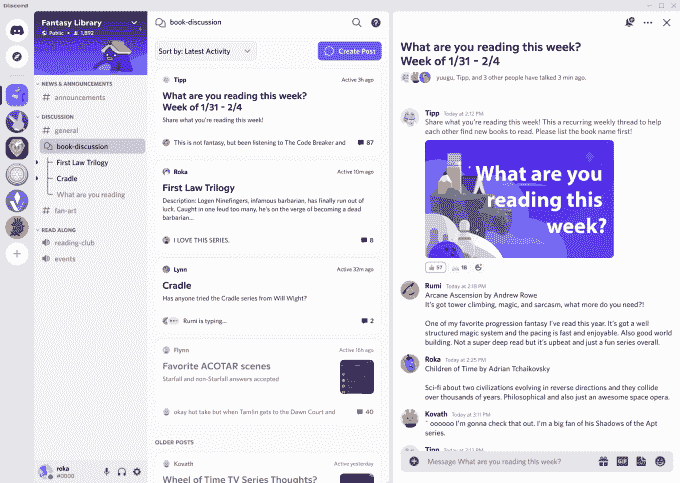 Discord
Fantasy Library
Public • 1,892
NEWS & ANNOUNCEMENTS
announcements
DISCUSSION
general
book-discussion
First Law Trilogy
Cradle
What are you reading
fan-art
READ ALONG
reading-club
events
roka
#0000
book-discussion
Sort by: Latest Activity
Create Post
Tipp
Active 3h ago
What are you reading this week?
Week of 1/31 - 2/4
Share what you're reading this week!
This is not fantasy, but been listening to The Code Breaker and
87
Roka
Active 10m ago
First Law Trilogy
Description: Logen Ninefingers, infamous barbarian, has finally run out of
luck. Caught in one feud too many, he's on the verge of becoming a dead
barbarian...
I LOVE THIS SERIES.
8
Lynn
Active 32m ago
Cradle
Has anyone tried the Cradle series from Will Wight?
Rumi is typing...
2
Flynn
Active 16h ago
Favorite ACOTAR scenes
Starfall and non-Starfall answers accepted
okay hot take but when Tamlin gets to the Dawn Court and
40
OLDER POSTS
Kovath
Active yesterday
Wheel of Time TV Series Thoughts?
What are you reading this week?
Week of 1/31 - 2/4
yuugu, Tipp, and 3 other people have talked 3 min ago.
Tipp Today at 2:12 PM
Share what you're reading this week! This a recurring weekly thread to help
each other find new books to read. Please list the book name first!
What are you
reading this
week?
57
18
Rumi Today at 2:18 PM
Arcane Ascension by Andrew Rowe
It's got tower climbing, magic, and sarcasm, what more do you need?!
One of my favorite progression fantasy I've read this year. It's got a well
structured magic system and the pacing is fast and enjoyable. Also good world
building. Not a super deep read but it's upbeat and just a fun series overall.
Roka Today at 2:25 PM
Children of Time by Adrian Tchaikovsky
Sci-fi about two civilizations evolving in reverse directions and they collide
over thousands of years. Philosophical and also just an awesome space opera.
Kovath Today at 3:11 PM
~ oooooo I'm gonna check that out. I'm a big fan of his Shadows of the Apt
series.
Tipp
Message What are you reading this week?
GIF